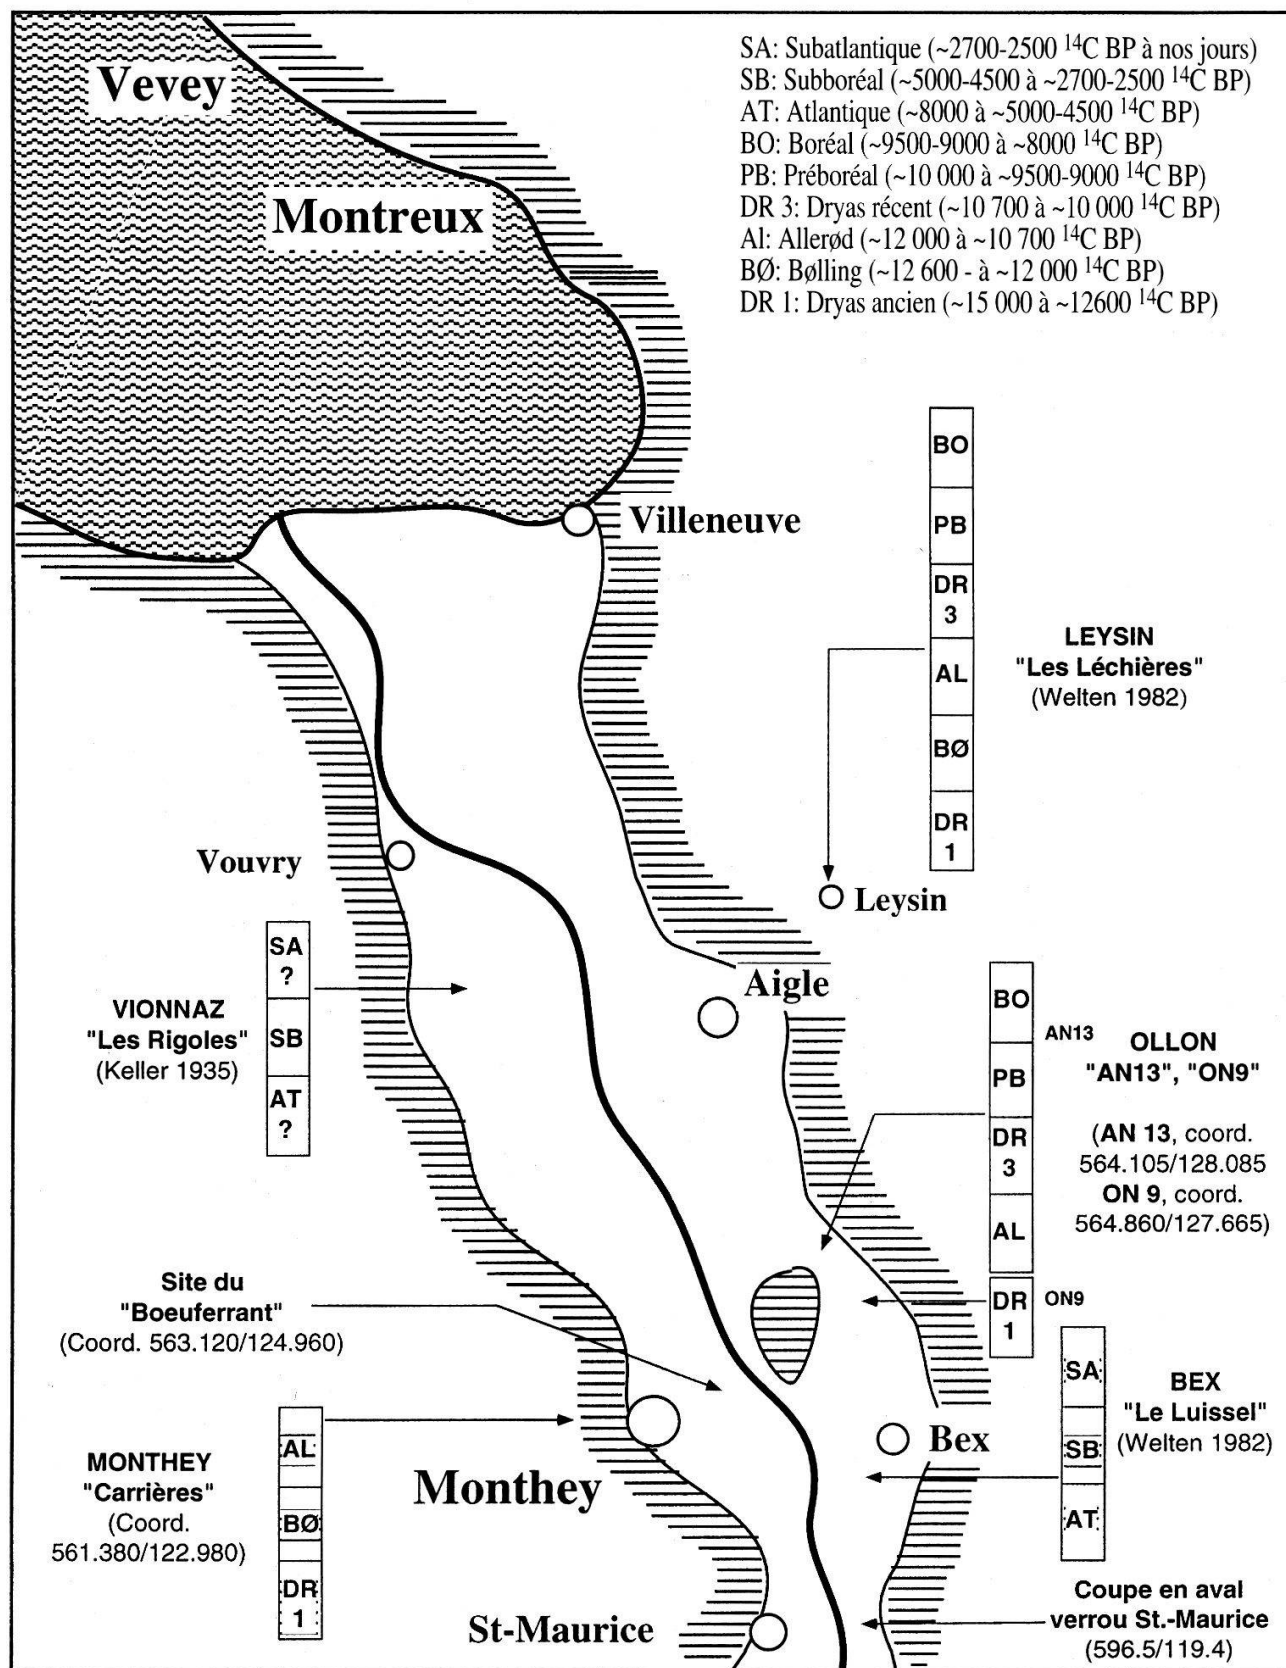 SA: Subatlantique (~2700-2500 ¹⁴C BP à nos jours)
SB: Subboréal (~5000-4500 à ~2700-2500 ¹⁴C BP)
AT: Atlantique (~8000 à ~5000-4500 ¹⁴C BP)
BO: Boréal (~9500-9000 à ~8000 ¹⁴C BP)
PB: Préboréal (~10 000 à ~9500-9000 ¹⁴C BP)
DR 3: Dryas récent (~10 700 à ~10 000 ¹⁴C BP)
Al: Allerød (~12 000 à ~10 700 ¹⁴C BP)
BØ: Bølling (~12 600 - à ~12 000 ¹⁴C BP)
DR 1: Dryas ancien (~15 000 à ~12600 ¹⁴C BP)
Vevey
Montreux
Villeneuve
BO
PB
DR
3
AL
BØ
DR
1
LEYSIN
"Les Léchières"
(Welten 1982)
Vouvry
Leysin
SA
?
SB
AT
?
VIONNAZ
"Les Rigoles"
(Keller 1935)
Aigle
BO
PB
DR
3
AL
DR
1
AN13
ON9
OLLON
"AN13", "ON9"
(AN 13, coord.
564.105/128.085
ON 9, coord.
564.860/127.665)
Site du
"Boeuferrant"
(Coord. 563.120/124.960)
SA
SB
AT
BEX
"Le Luissel"
(Welten 1982)
Bex
MONTHEY
"Carrières"
(Coord.
561.380/122.980)
AL
BØ
DR
1
Monthey
St-Maurice
Coupe en aval
verrou St.-Maurice
(596.5/119.4)